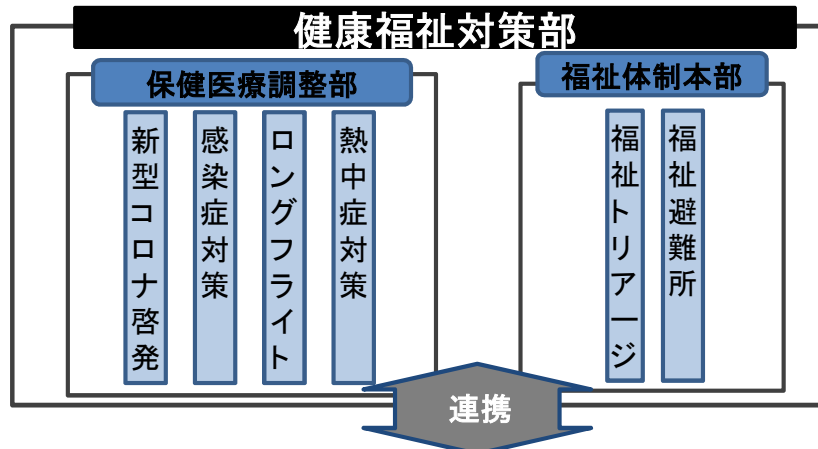 健康福祉対策部
保健医療調整部
福祉体制本部
新型コロナ啓発
感染症対策
ロングフライト
熱中症対策
福祉トリアージ
福祉避難所
連携